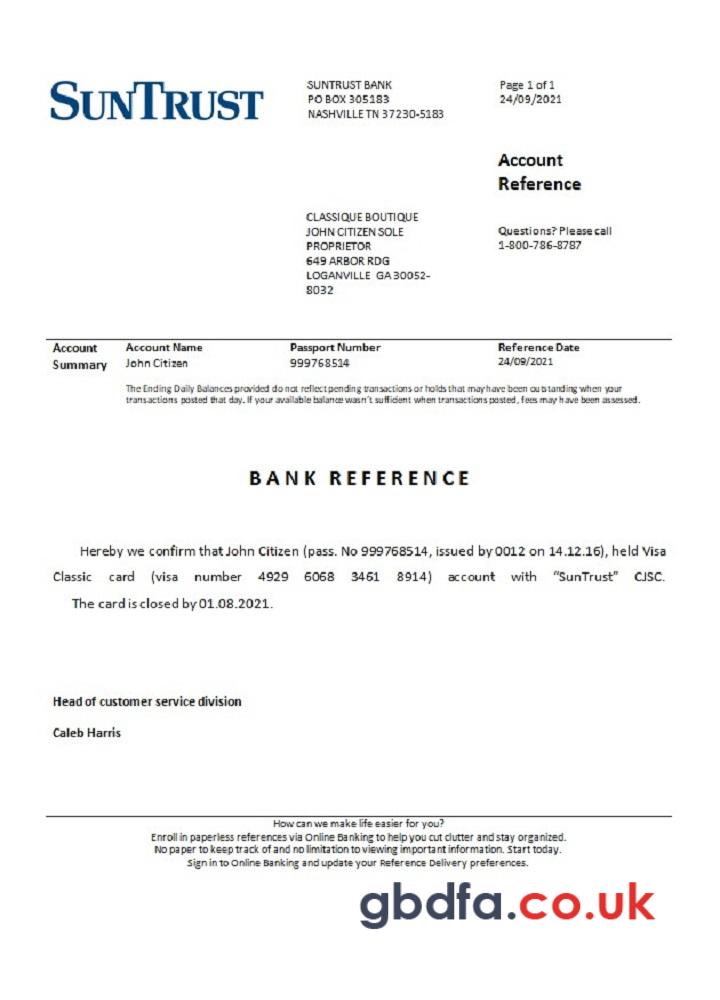 SUNTRUST
SUNTRUST BANK
PO BOX 305183
NASHVILLE TN 37230-5183
Page 1 of 1
24/09/2021
Account
Reference
CLASSIQUE BOUTIQUE
JOHN CITIZEN SOLE
PROPRIETOR
649 ARBOR RDG
LOGANVILLE GA 30052-
8032
Questions? Please call
1-800-786-8787
Account
Summary
Account Name
John Citizen
Passport Number
999768514
Reference Date
24/09/2021
The Ending Daily Balances provided do not reflect pending transactions or holds that may have been outstanding when your
transactions posted that day. If your available balance wasn't sufficient when transactions posted, fees may have been assessed.
BANK REFERENCE
Hereby we confirm that John Citizen (pass. No 999768514, issued by 0012 on 14.12.16), held Visa
Classic card (visa number 4929 6068 3461 8914) account with "SunTrust" CJSC.
The card is closed by 01.08.2021.
Head of customer service division
Caleb Harris
How can we make life easier for you?
Enroll in paperless references via Online Banking to help you cut clutter and stay organized.
No paper to keep track of and no limitation to viewing important information. Start today.
Sign in to Online Banking and update your Reference Delivery preferences.
gbdfa.co.uk